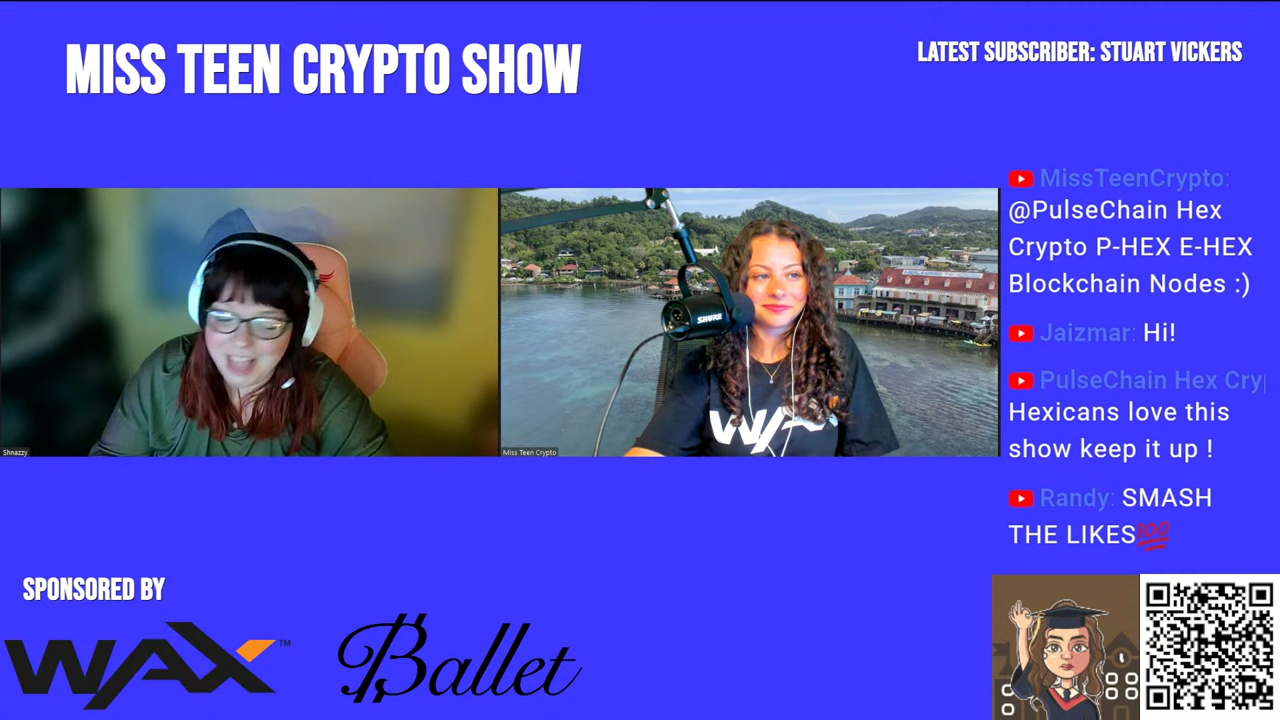 MISS TEEN CRYPTO SHOW
LATEST SUBSCRIBER: STUART VICKERS
MissTeenCrypto:
@PulseChain Hex
Crypto P-HEX E-HEX
Blockchain Nodes :)
Jaizmar: Hi!
PulseChain Hex Cry
Hexicans love this
show keep it up !
Randy: SMASH
THE LIKES💯
SHURE
WAX
Shnazzy
Miss Teen Crypto
SPONSORED BY
WAX™
Ballet